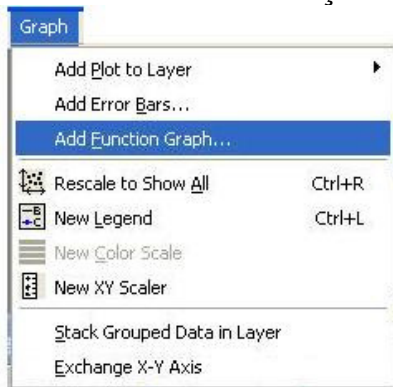 Graph
Add Plot to Layer
Add Error Bars...
Add Function Graph...
Rescale to Show All Ctrl+R
New Legend Ctrl+L
New Color Scale
New XY Scaler
Stack Grouped Data in Layer
Exchange X-Y Axis